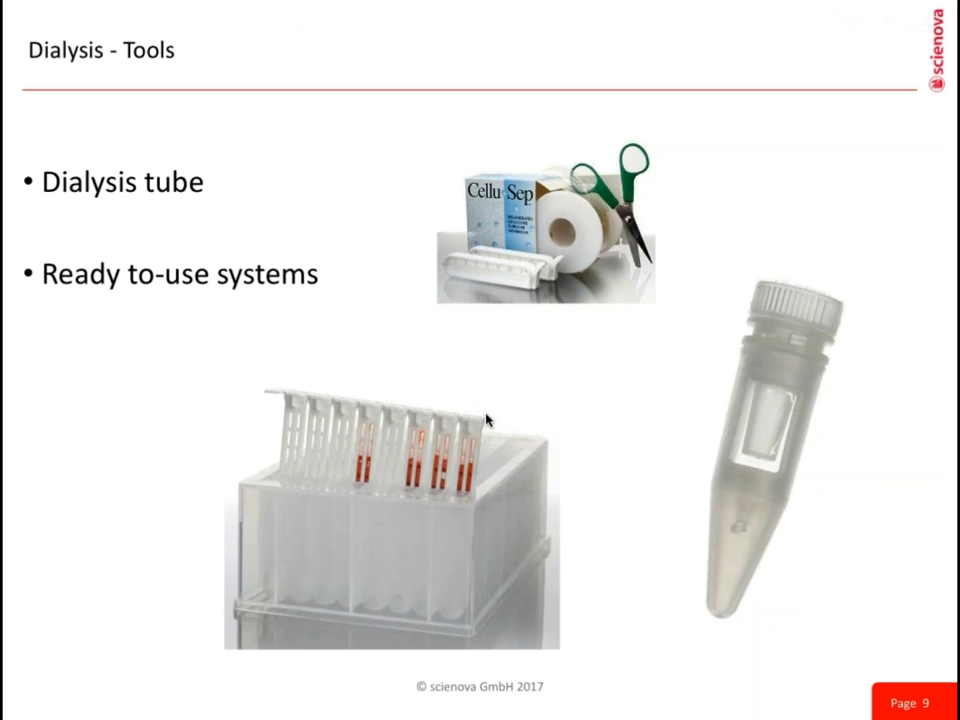 Dialysis - Tools
scienova
• Dialysis tube
• Ready to-use systems
Cellu Sep
© scienova GmbH 2017
Page 9